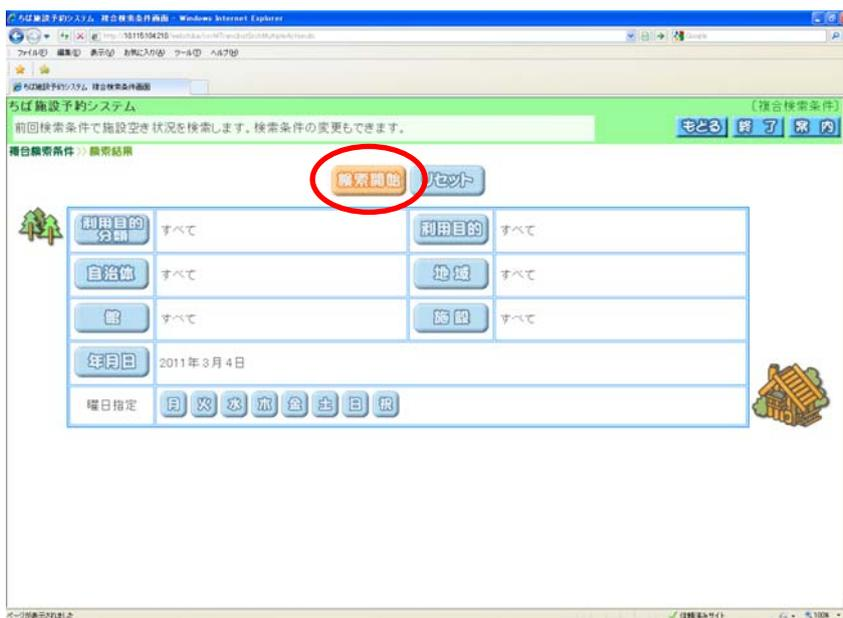 ちば施設予約システム 複合検索条件画面 - Windows Internet Explorer
Google
ファイル(F) 編集(E) 表示(V) お気に入り(A) ツール(T) ヘルプ(H)
ちば施設予約システム 複合検索条件画面
ちば施設予約システム
[複合検索条件]
前回検索条件で施設空き状況を検索します。検索条件の変更もできます。
もどる 終了 案内
複合検索条件>>検索結果
検索開始 リセット
利用目的分類 すべて 利用目的 すべて
自治体 すべて 地域 すべて
館 すべて 施設 すべて
年月日 2011年3月4日
曜日指定 月 火 水 木 金 土 日 祝
ページが表示されました
信頼済みサイト
100%